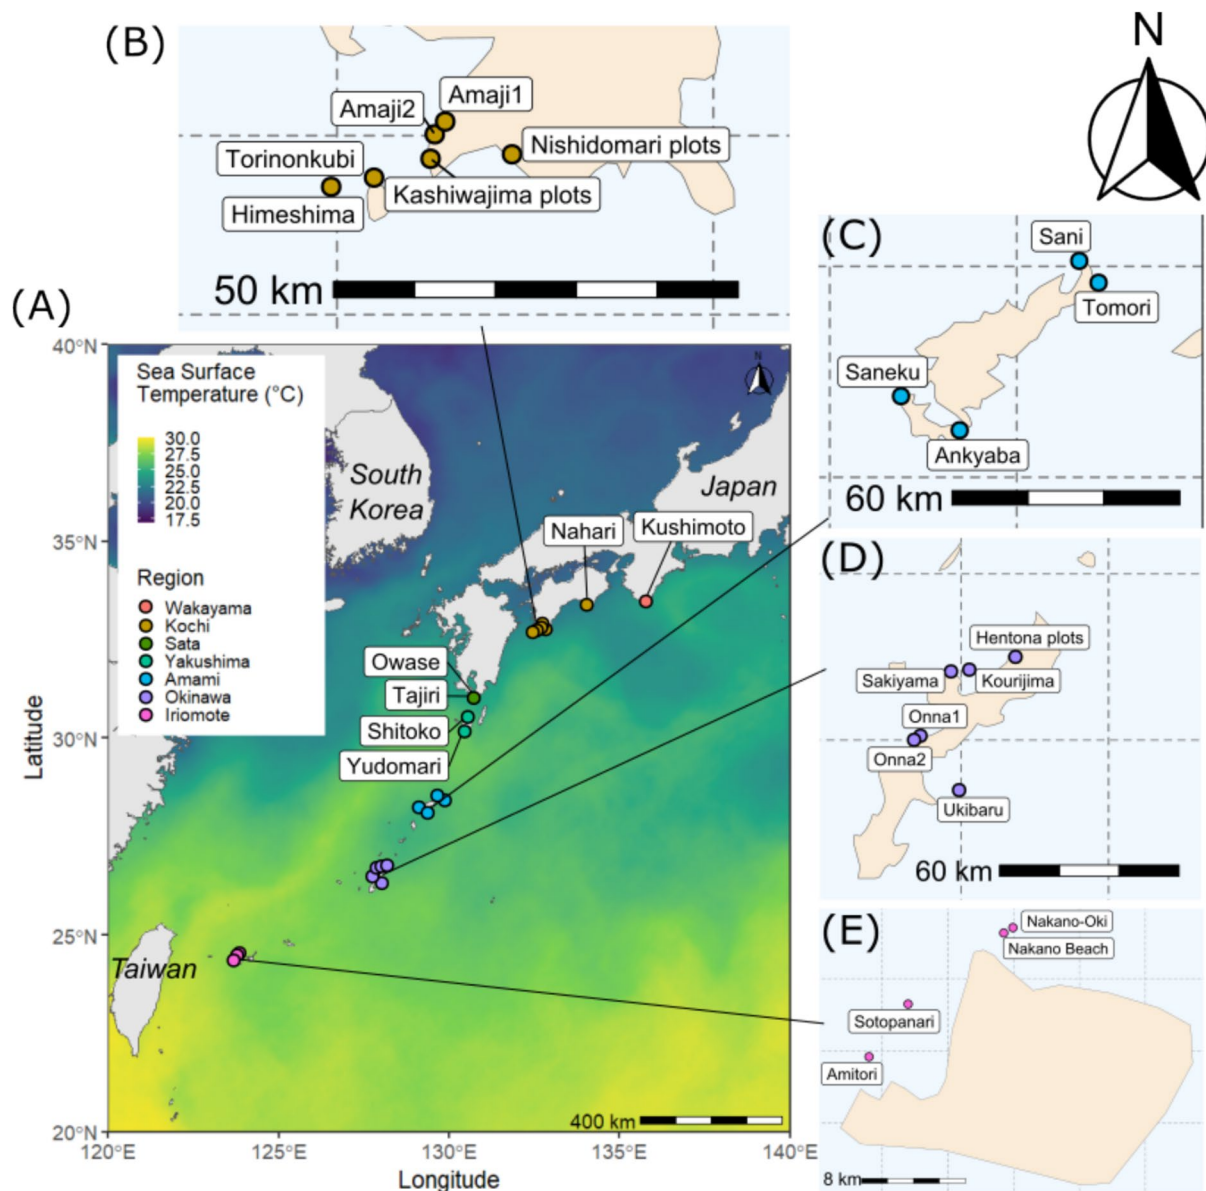 (B)
Amaji1
Amaji2
Nishidomari plots
Torinonkubi
Kashiwajima plots
Himeshima
50 km
N
(C)
Sani
Tomori
Saneku
Ankyaba
60 km
(A)
40°N
35°N
30°N
25°N
20°N
120°E
125°E
130°E
135°E
140°E
Latitude
Longitude
Sea Surface
Temperature (°C)
30.0
27.5
25.0
22.5
20.0
17.5
Region
Wakayama
Kochi
Sata
Yakushima
Amami
Okinawa
Iriomote
N
South
Korea
Japan
Nahari
Kushimoto
Owase
Tajiri
Shitoko
Yudomari
Taiwan
400 km
(D)
Hentona plots
Sakiyama
Kourijima
Onna1
Onna2
Ukibaru
60 km
(E)
Nakano-Oki
Nakano Beach
Sotopanari
Amitori
8 km